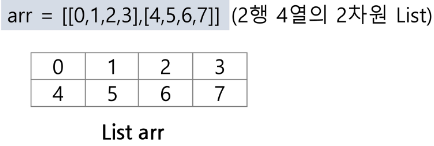 arr = [[0,1,2,3],[4,5,6,7]] (2행 4열의 2차원 List)
0 1 2 3
4 5 6 7
List arr